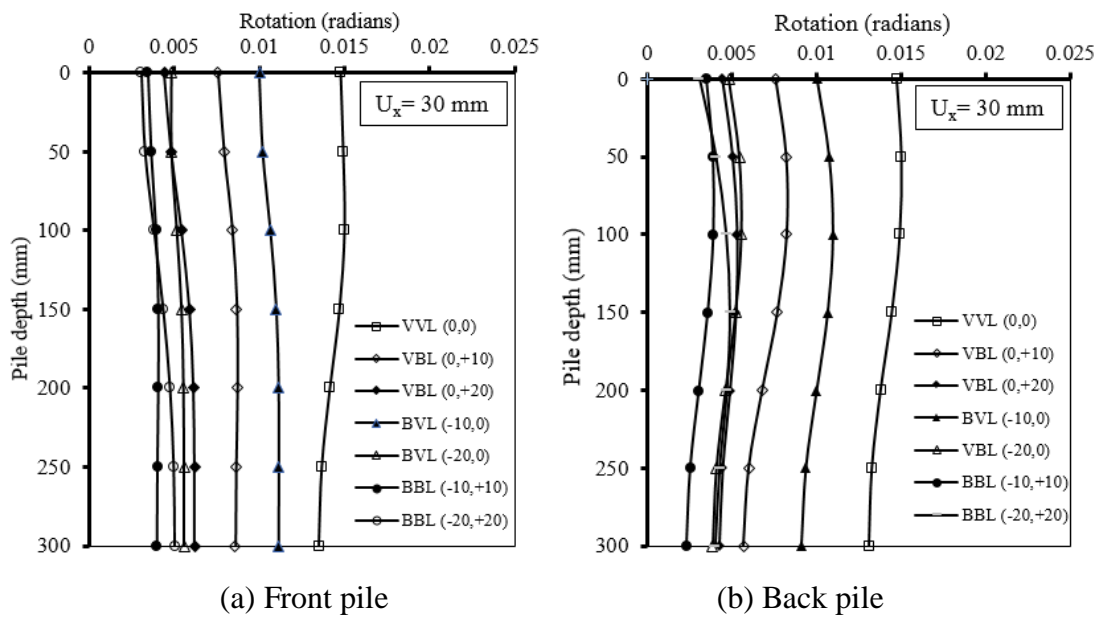 Rotation (radians)
0 0.005 0.01 0.015 0.02 0.025
0
50
100
150
200
250
300
Pile depth (mm)
Ux= 30 mm
VVL (0,0)
VBL (0,+10)
VBL (0,+20)
BVL (-10,0)
BVL (-20,0)
BBL (-10,+10)
BBL (-20,+20)
(a) Front pile
Rotation (radians)
0 0.005 0.01 0.015 0.02 0.025
0
50
100
150
200
250
300
Pile depth (mm)
Ux= 30 mm
VVL (0,0)
VBL (0,+10)
VBL (0,+20)
BVL (-10,0)
VBL (-20,0)
BBL (-10,+10)
BBL (-20,+20)
(b) Back pile